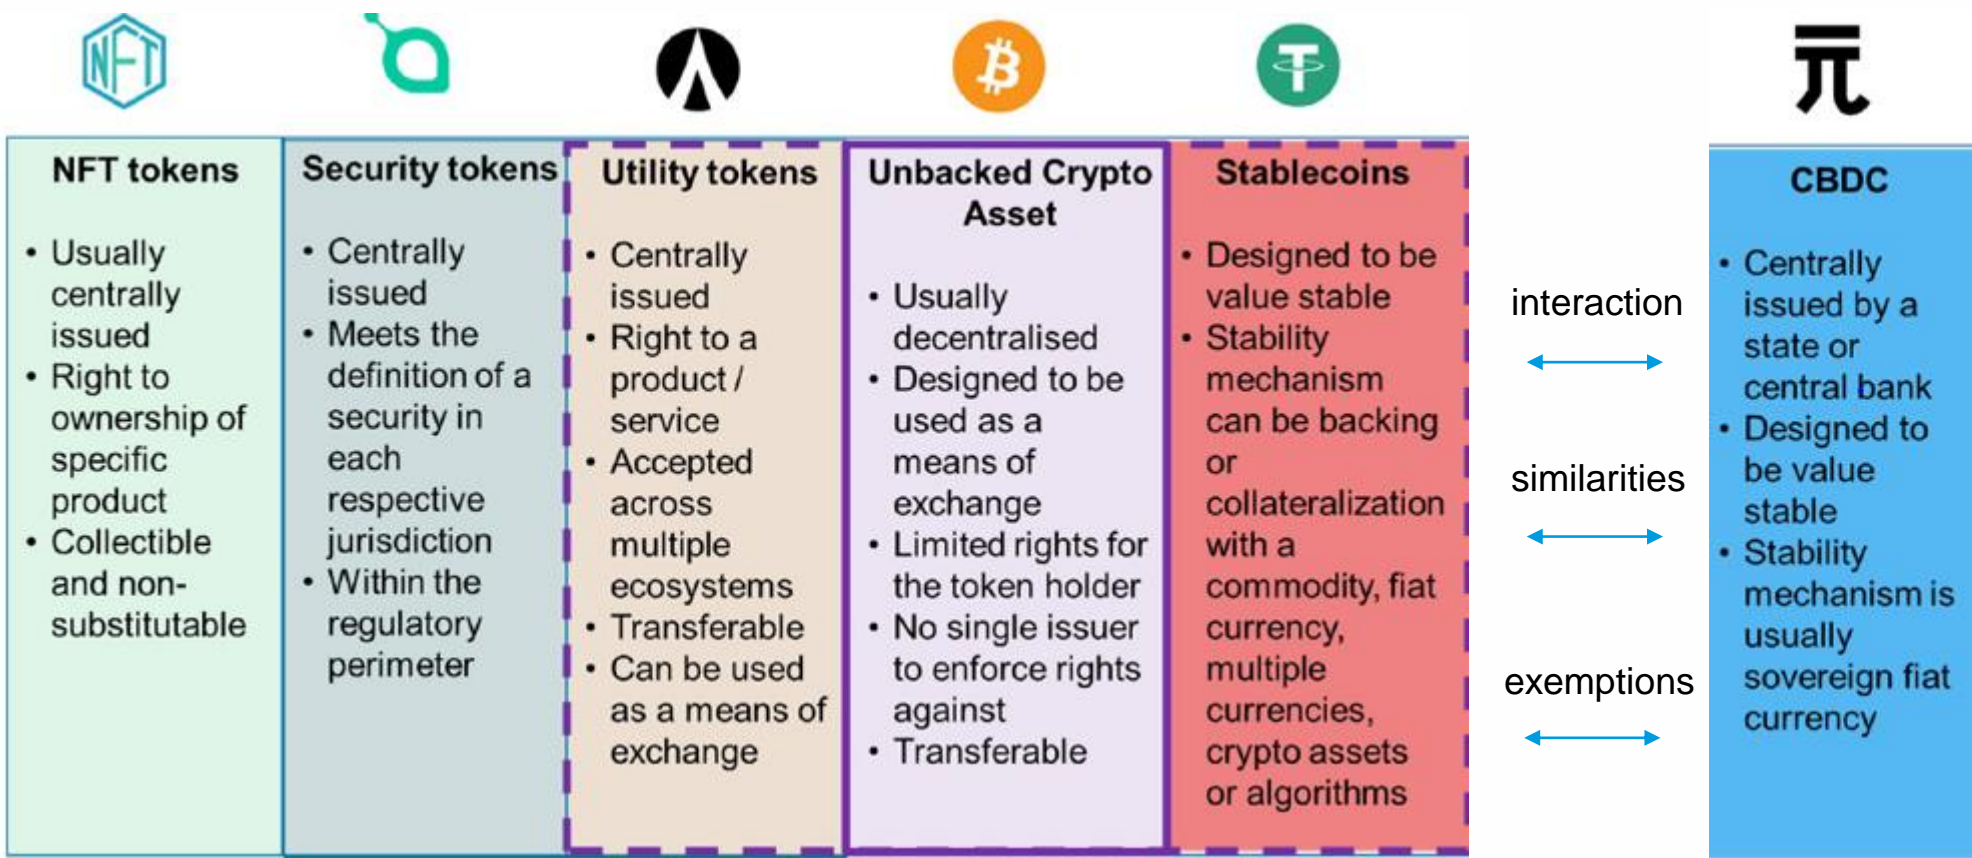 NFT
NFT tokens
• Usually
centrally
issued
• Right to
ownership of
specific
product
• Collectible
and non-
substitutable
Security tokens
• Centrally
issued
• Meets the
definition of a
security in
each
respective
jurisdiction
• Within the
regulatory
perimeter
Utility tokens
• Centrally
issued
• Right to a
product /
service
• Accepted
across
multiple
ecosystems
• Transferable
• Can be used
as a means of
exchange
Unbacked Crypto
Asset
• Usually
decentralised
• Designed to be
used as a
means of
exchange
• Limited rights for
the token holder
• No single issuer
to enforce rights
against
• Transferable
Stablecoins
• Designed to be
value stable
• Stability
mechanism
can be backing
or
collateralization
with a
commodity, fiat
currency,
multiple
currencies,
crypto assets
or algorithms
interaction
similarities
exemptions
CBDC
• Centrally
issued by a
state or
central bank
• Designed to
be value
stable
• Stability
mechanism is
usually
sovereign fiat
currency